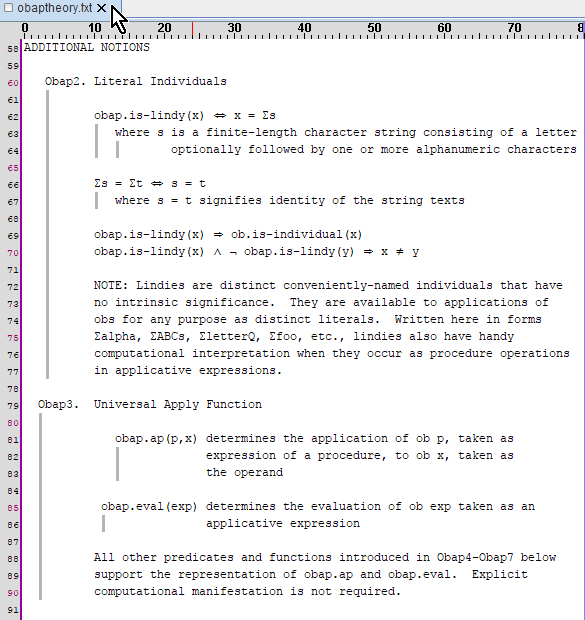 obaptheory.txt ×
0 10 20 30 40 50 60 70 8
58 ADDITIONAL NOTIONS
59
60 Obap2. Literal Individuals
61
62 obap.is-lindy(x) ⇔ x = Σs
63 where s is a finite-length character string consisting of a letter
64 optionally followed by one or more alphanumeric characters
65
66 Σs = Σt ⇔ s = t
67 where s = t signifies identity of the string texts
68
69 obap.is-lindy(x) ⇒ ob.is-individual(x)
70 obap.is-lindy(x) ∧ ¬ obap.is-lindy(y) ⇒ x ≠ y
71
72 NOTE: Lindies are distinct conveniently-named individuals that have
73 no intrinsic significance. They are available to applications of
74 obs for any purpose as distinct literals. Written here in forms
75 Σalpha, ΣABCs, ΣletterQ, Σfoo, etc., lindies also have handy
76 computational interpretation when they occur as procedure operations
77 in applicative expressions.
78
79 Obap3. Universal Apply Function
80
81 obap.ap(p,x) determines the application of ob p, taken as
82 expression of a procedure, to ob x, taken as
83 the operand
84
85 obap.eval(exp) determines the evaluation of ob exp taken as an
86 applicative expression
87
88 All other predicates and functions introduced in Obap4-Obap7 below
89 support the representation of obap.ap and obap.eval. Explicit
90 computational manifestation is not required.
91